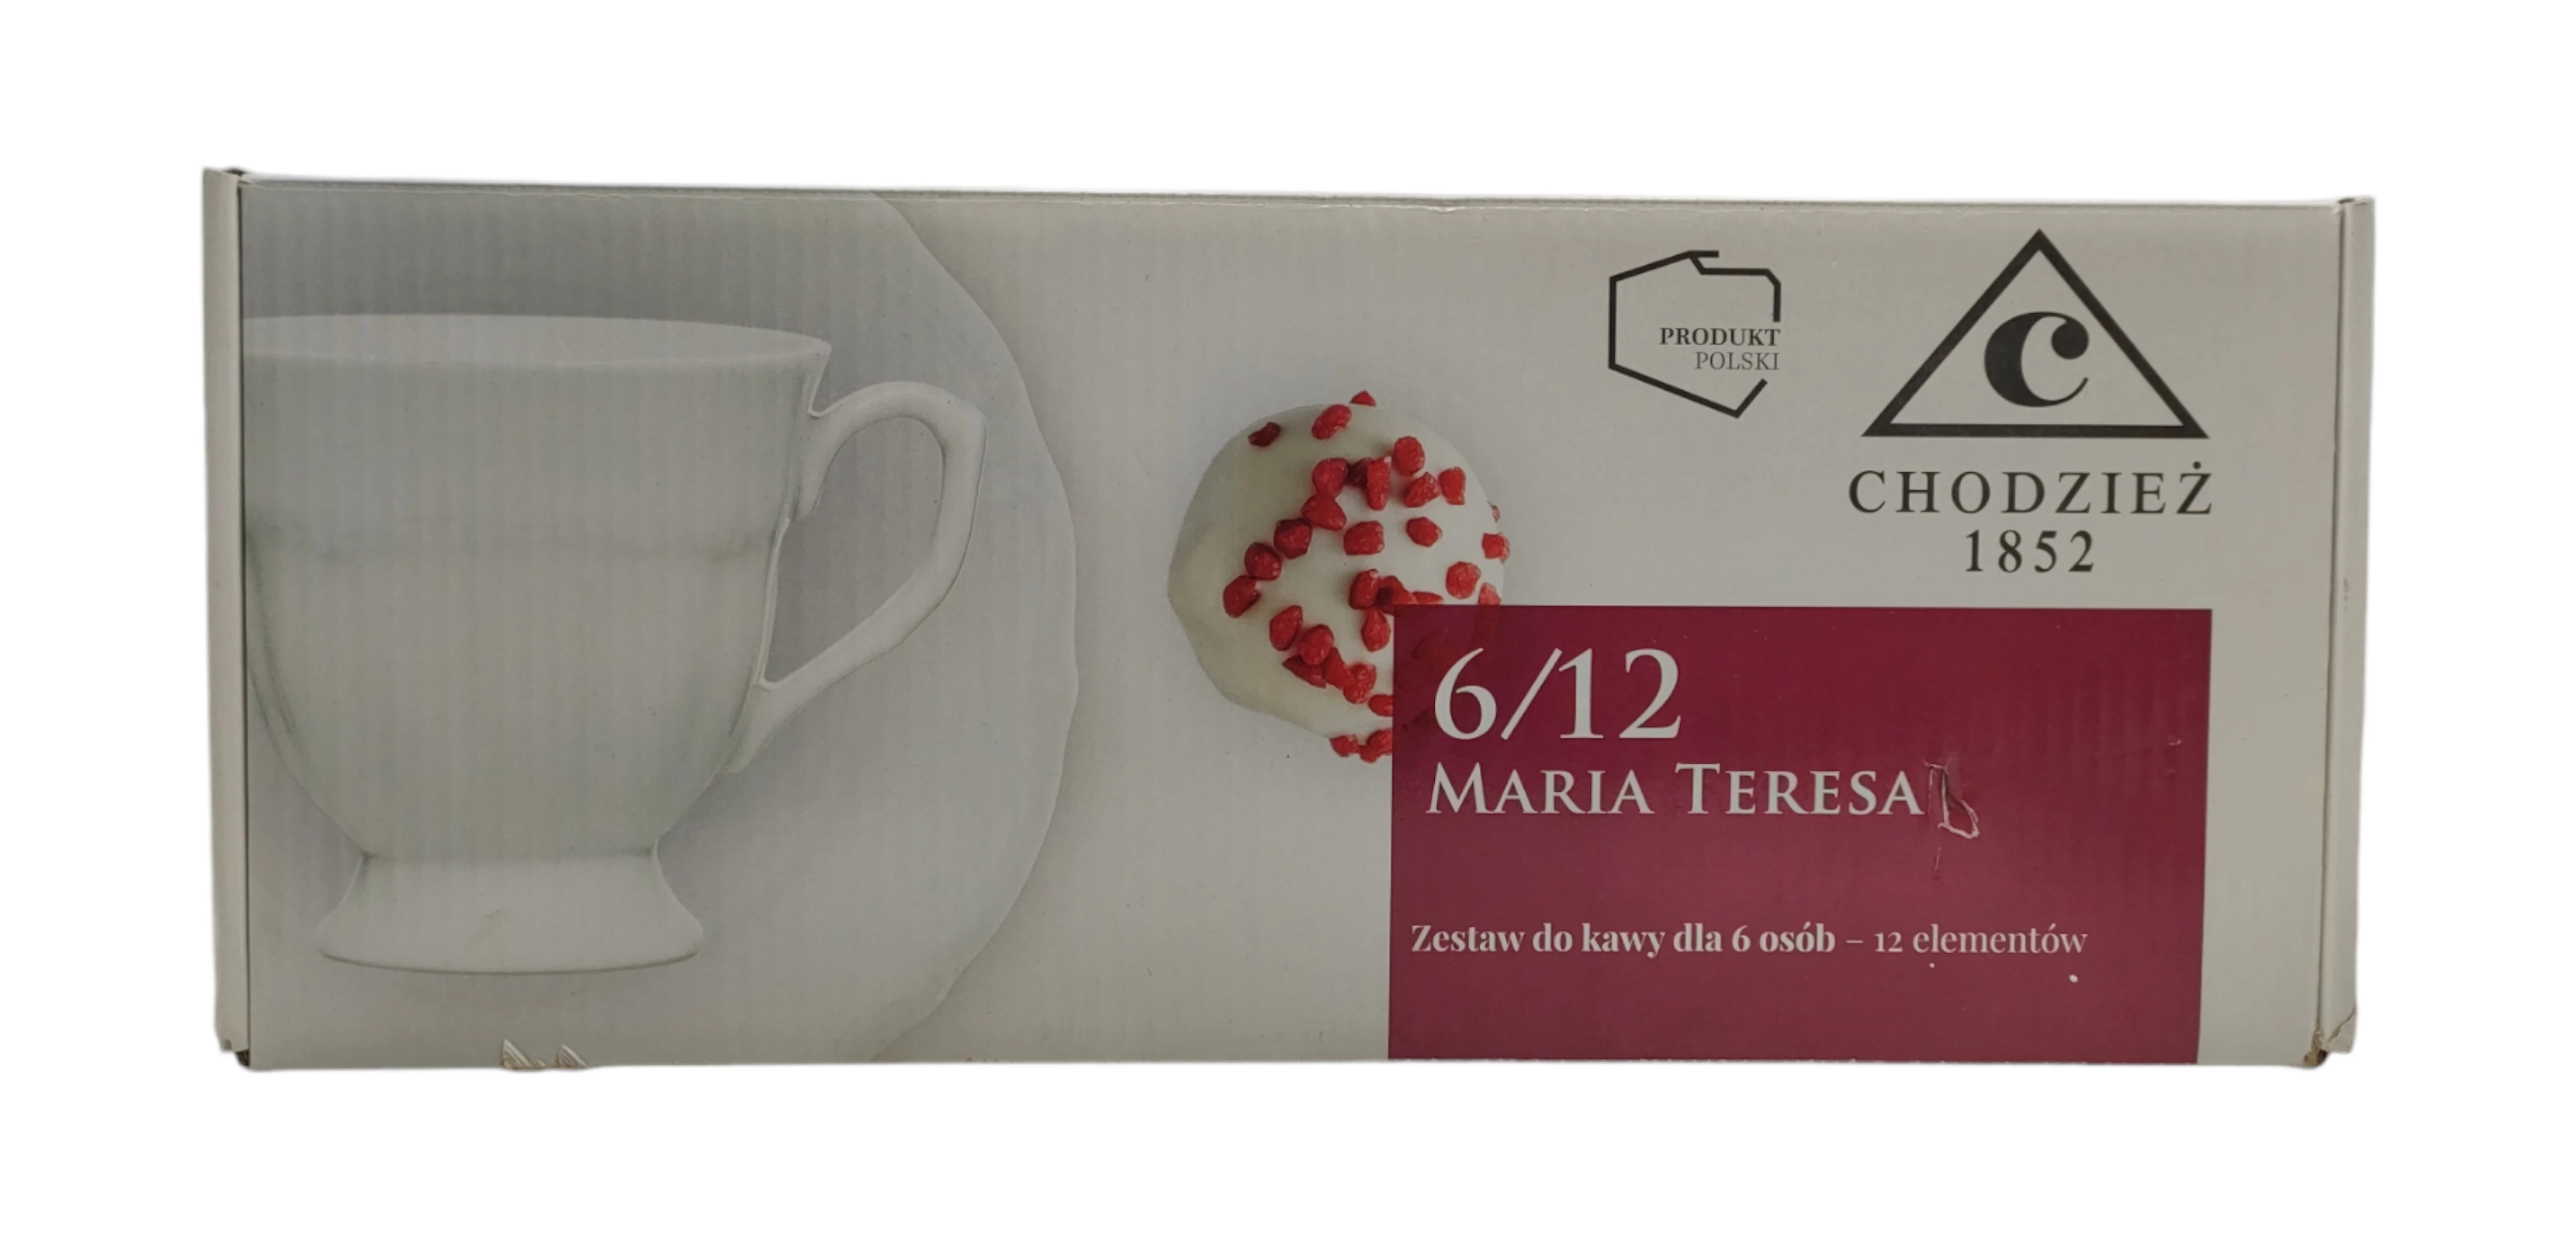 PRODUKT
POLSKI
C
CHODZIEŻ
1852
6/12
MARIA TERESA
Zestaw do kawy dla 6 osób – 12 elementów